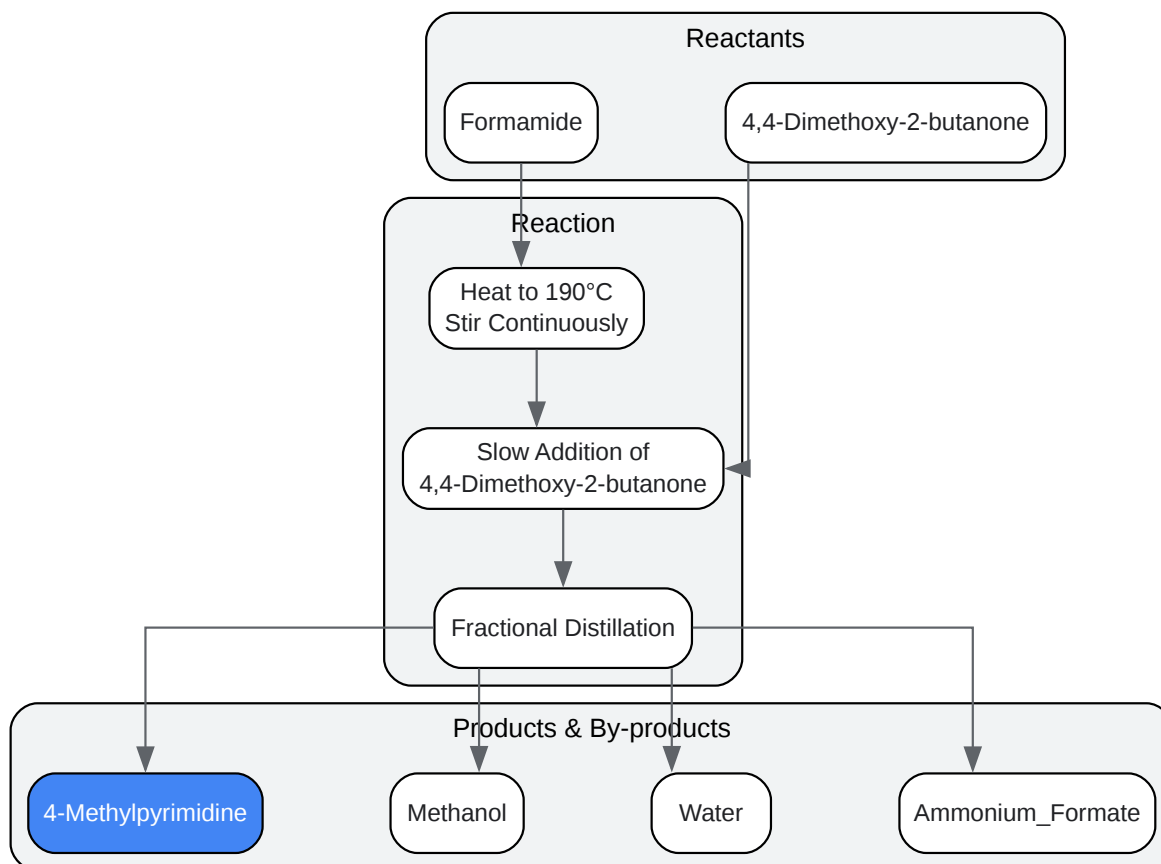 Reactants
Formamide
4,4-Dimethoxy-2-butanone
Reaction
Heat to 190°C
Stir Continuously
Slow Addition of
4,4-Dimethoxy-2-butanone
Fractional Distillation
Products & By-products
4-Methylpyrimidine
Methanol
Water
Ammonium_Formate